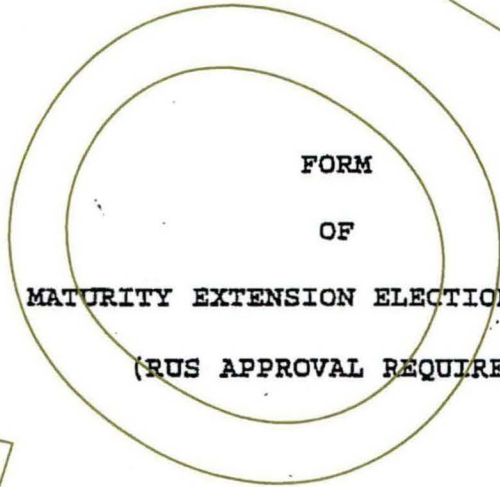 FORM
OF
MATURITY EXTENSION ELECTIO
(RUS APPROVAL REQUIRE